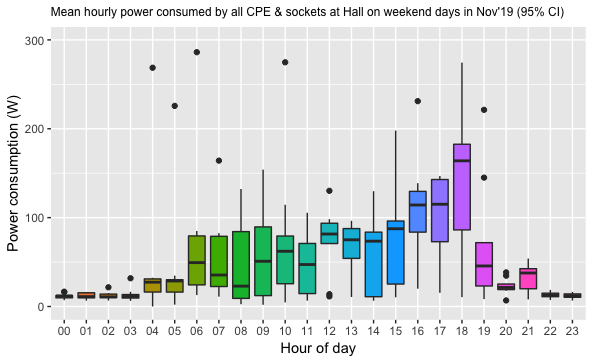 Mean hourly power consumed by all CPE & sockets at Hall on weekend days in Nov'19 (95% CI)
300
200
100
0
Power consumption (W)
00 01 02 03 04 05 06 07 08 09 10 11 12 13 14 15 16 17 18 19 20 21 22 23
Hour of day